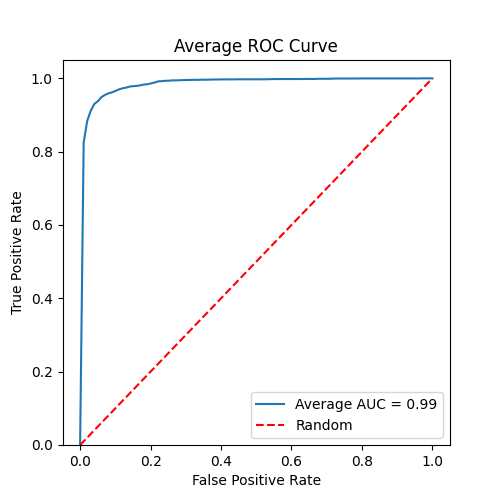 Average ROC Curve
True Positive Rate
1.0
0.8
0.6
0.4
0.2
0.0
0.0 0.2 0.4 0.6 0.8 1.0
False Positive Rate
Average AUC = 0.99
Random